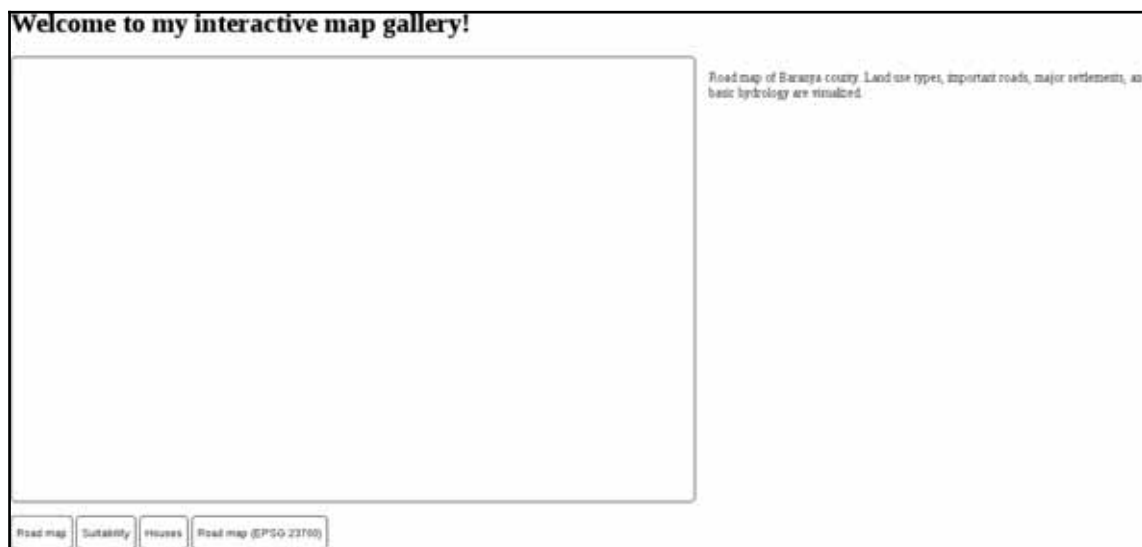 Welcome to my interactive map gallery!
Road map of Baranya county. Land use types, important roads, major settlements, an
basic hydrology are visualized.
Road map
Suitability
Houses
Road map (EPSG 23700)